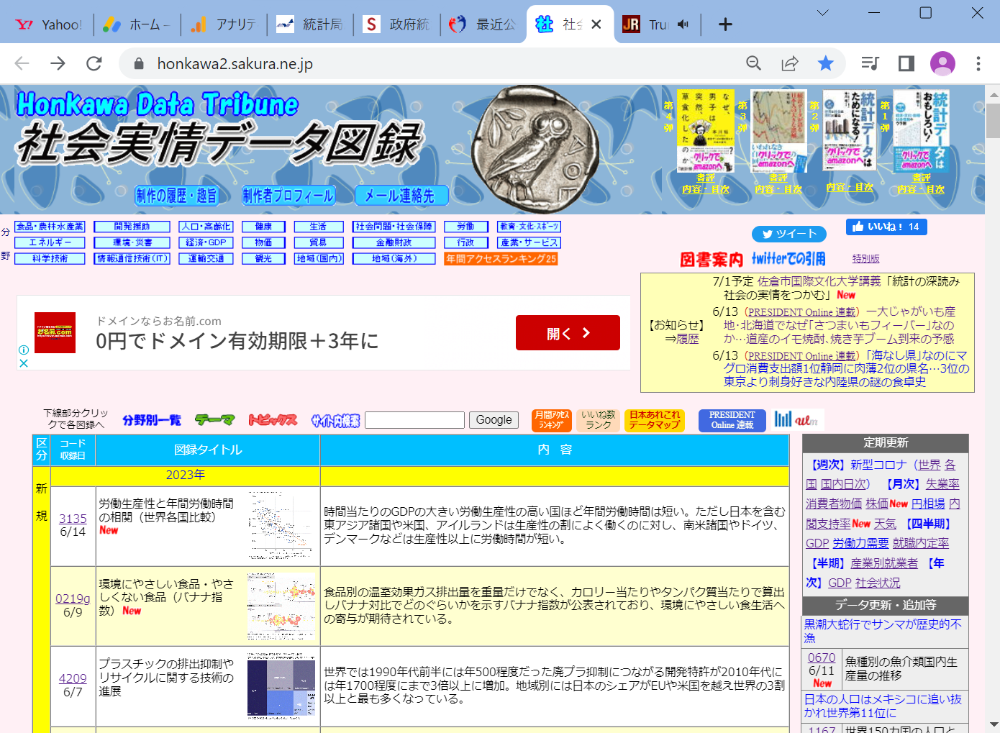 Yahoo!
ホーム –
アナリテ
統計局
政府統
最近公
社会
Tru
honkawa2.sakura.ne.jp
Honkawa Data Tribune
社会実情データ図録
制作の履歴・趣旨
制作者プロフィール
メール連絡先
第4弾
なぜ、男子は突然、草食化したのか
クリックでamazonへ
書評
内容・目次
第3弾
クリックでamazonへ
書評
内容・目次
第2弾
統計データはためになる!
クリックでamazonへ
内容・目次
第1弾
統計データはおもしろい!
クリックでamazonへ
書評
内容・目次
分野
食品・農林水産業 開発援助 人口・高齢化 健康 生活 社会問題・社会保障 労働 教育・文化・スポーツ
エネルギー 環境・災害 経済・GDP 物価 貿易 金融財政 行政 産業・サービス
科学技術 情報通信技術(IT) 運輸交通 観光 地域(国内) 地域(海外) 年間アクセスランキング25
ツイート
いいね! 14
図書案内
twitterでの引用
特別版
【お知らせ】
⇒履歴
7/1予定 佐倉市国際文化大学講義「統計の深読み
社会の実情をつかむ」New
6/13（PRESIDENT Online 連載）一大じゃがいも産
地・北海道でなぜ「さつまいもフィーバー」なの
か…道産のイモ焼酎、焼き芋ブーム到来の予感
6/13（PRESIDENT Online 連載）「海なし県」なのにマ
グロ消費支出額1位静岡に肉薄2位の県名…3位の
東京より刺身好きな内陸県の謎の食卓史
お名前.com
ドメインならお名前.com
0円でドメイン有効期限＋3年に
開く
下線部分クリッ
クで各図録へ
分野別一覧
テーマ
トピックス
サイト内検索
Google
月間アクセス
ランキング
いいね数
ランク
日本あれこれ
データマップ
PRESIDENT
Online 連載
区分
コード
収録日
図録タイトル
内　容
新規
2023年
3135
6/14
労働生産性と年間労働時間
の相関（世界各国比較）
New
時間当たりのGDPの大きい労働生産性の高い国ほど年間労働時間は短い。ただし日本を含む
東アジア諸国や米国、アイルランドは生産性の割によく働くのに対し、南米諸国やドイツ、
デンマークなどは生産性以上に労働時間が短い。
0219g
6/9
環境にやさしい食品・やさ
しくない食品（バナナ指
数）New
食品別の温室効果ガス排出量を重量だけでなく、カロリー当たりやタンパク質当たりで算出
しバナナ対比でどのぐらいかを示すバナナ指数が公表されており、環境にやさしい食生活へ
の寄与が期待されている。
4209
6/7
プラスチックの排出抑制や
リサイクルに関する技術の
進展
世界では1990年代前半には年500程度だった廃プラ抑制につながる開発特許が2010年代に
は年1700程度にまで3倍以上に増加。地域別には日本のシェアがEUや米国を越え世界の3割
以上と最も多くなっている。
定期更新
【週次】新型コロナ（世界 各
国 国内日次） 【月次】失業率
消費者物価 株価New 円相場 内
閣支持率New 天気 【四半期】
GDP 労働力需要 就職内定率
【半期】産業別就業者 【年
次】GDP 社会状況
データ更新・追加等
黒潮大蛇行でサンマが歴史的不
漁
0670
6/11
New
魚種別の魚介類国内生
産量の推移
日本の人口はメキシコに追い抜
かれ世界第11位に
1167
世界150カ国の人口と